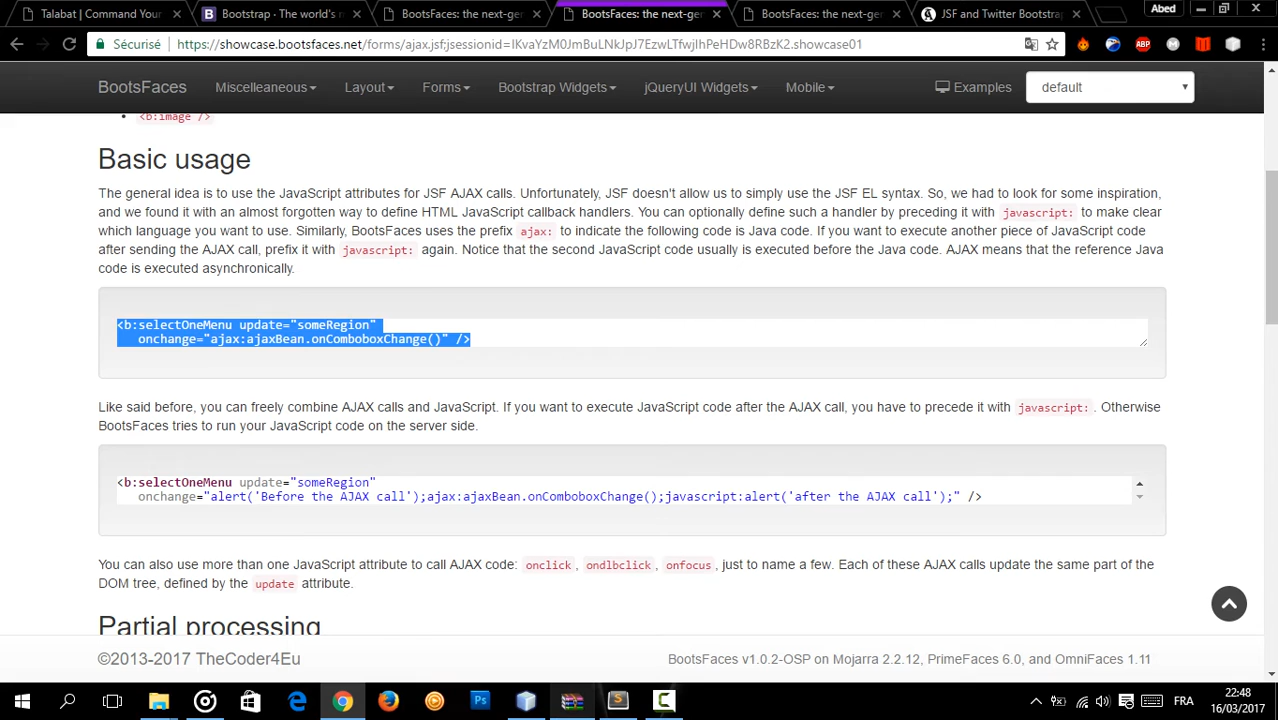 Talabat | Command Your
Bootstrap · The world's m
BootsFaces: the next-gen
BootsFaces: the next-gen
BootsFaces: the next-gen
JSF and Twitter Bootstrap
Abed
Sécurisé
https://showcase.bootsfaces.net/forms/ajax.jsf;jsessionid=IKvaYzM0JmBuLNkJpJ7EzwLTfwjIhPeHDw8RBzK2.showcase01
ABP
BootsFaces
Miscelleaneous
Layout
Forms
Bootstrap Widgets
jQueryUI Widgets
Mobile
Examples
default
<b:image />
Basic usage
The general idea is to use the JavaScript attributes for JSF AJAX calls. Unfortunately, JSF doesn't allow us to simply use the JSF EL syntax. So, we had to look for some inspiration,
and we found it with an almost forgotten way to define HTML JavaScript callback handlers. You can optionally define such a handler by preceding it with javascript: to make clear
which language you want to use. Similarly, BootsFaces uses the prefix ajax: to indicate the following code is Java code. If you want to execute another piece of JavaScript code
after sending the AJAX call, prefix it with javascript: again. Notice that the second JavaScript code usually is executed before the Java code. AJAX means that the reference Java
code is executed asynchronically.
<b:selectOneMenu update="someRegion"
onchange="ajax:ajaxBean.onComboboxChange()" />
Like said before, you can freely combine AJAX calls and JavaScript. If you want to execute JavaScript code after the AJAX call, you have to precede it with javascript: . Otherwise
BootsFaces tries to run your JavaScript code on the server side.
<b:selectOneMenu update="someRegion"
onchange="alert('Before the AJAX call');ajax:ajaxBean.onComboboxChange();javascript:alert('after the AJAX call');" />
You can also use more than one JavaScript attribute to call AJAX code: onclick , ondlbclick , onfocus , just to name a few. Each of these AJAX calls update the same part of the
DOM tree, defined by the update attribute.
Partial processing
©2013-2017 TheCoder4Eu
BootsFaces v1.0.2-OSP on Mojarra 2.2.12, PrimeFaces 6.0, and OmniFaces 1.11
Ps
FRA
22:48
16/03/2017